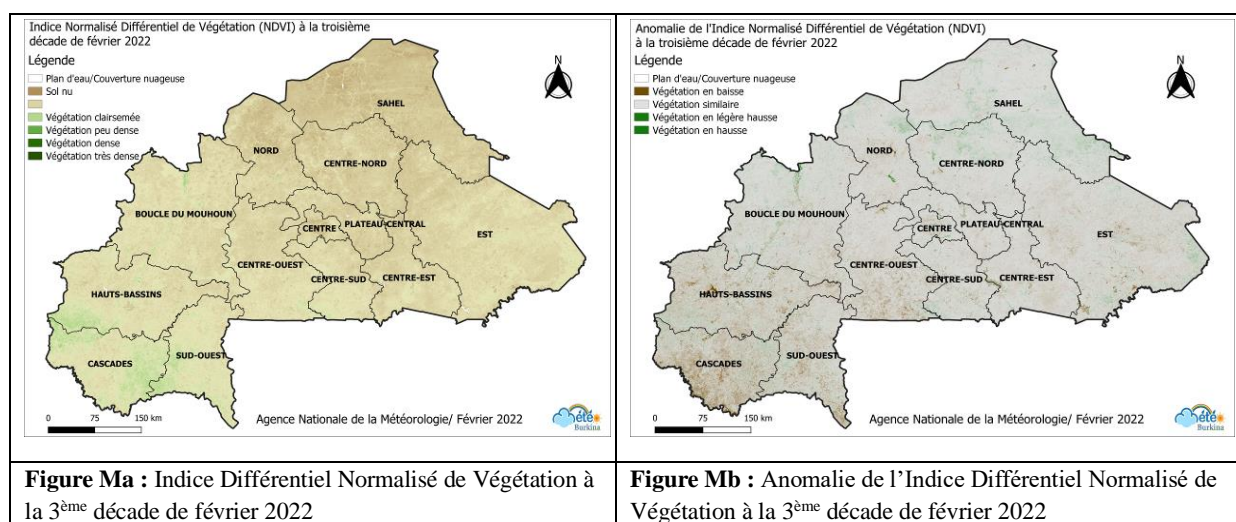 Indice Normalisé Différentiel de Végétation (NDVI) à la troisième
décade de février 2022
Légende
Plan d'eau/Couverture nuageuse
Sol nu
Végétation clairsemée
Végétation peu dense
Végétation dense
Végétation très dense
N
SAHEL
NORD
CENTRE-NORD
BOUCLE DU MOUHOUN
CENTRE
PLATEAU-CENTRAL
EST
CENTRE-OUEST
CENTRE-SUD
CENTRE-EST
HAUTS-BASSINS
CASCADES
SUD-OUEST
0 75 150 km
Agence Nationale de la Météorologie/ Février 2022
été
Burkina
Anomalie de l'Indice Normalisé Différentiel de Végétation (NDVI)
à la troisième décade de février 2022
Légende
Plan d'eau/Couverture nuageuse
Végétation en baisse
Végétation similaire
Végétation en légère hausse
Végétation en hausse
N
SAHEL
NORD
CENTRE-NORD
BOUCLE DU MOUHOUN
CENTRE
PLATEAU-CENTRAL
EST
CENTRE-OUEST
CENTRE-SUD
CENTRE-EST
HAUTS-BASSINS
CASCADES
SUD-OUEST
0 75 150 km
Agence Nationale de la Météorologie/ Février 2022
été
Burkina
Figure Ma : Indice Différentiel Normalisé de Végétation à
la 3ème décade de février 2022
Figure Mb : Anomalie de l’Indice Différentiel Normalisé de
Végétation à la 3ème décade de février 2022